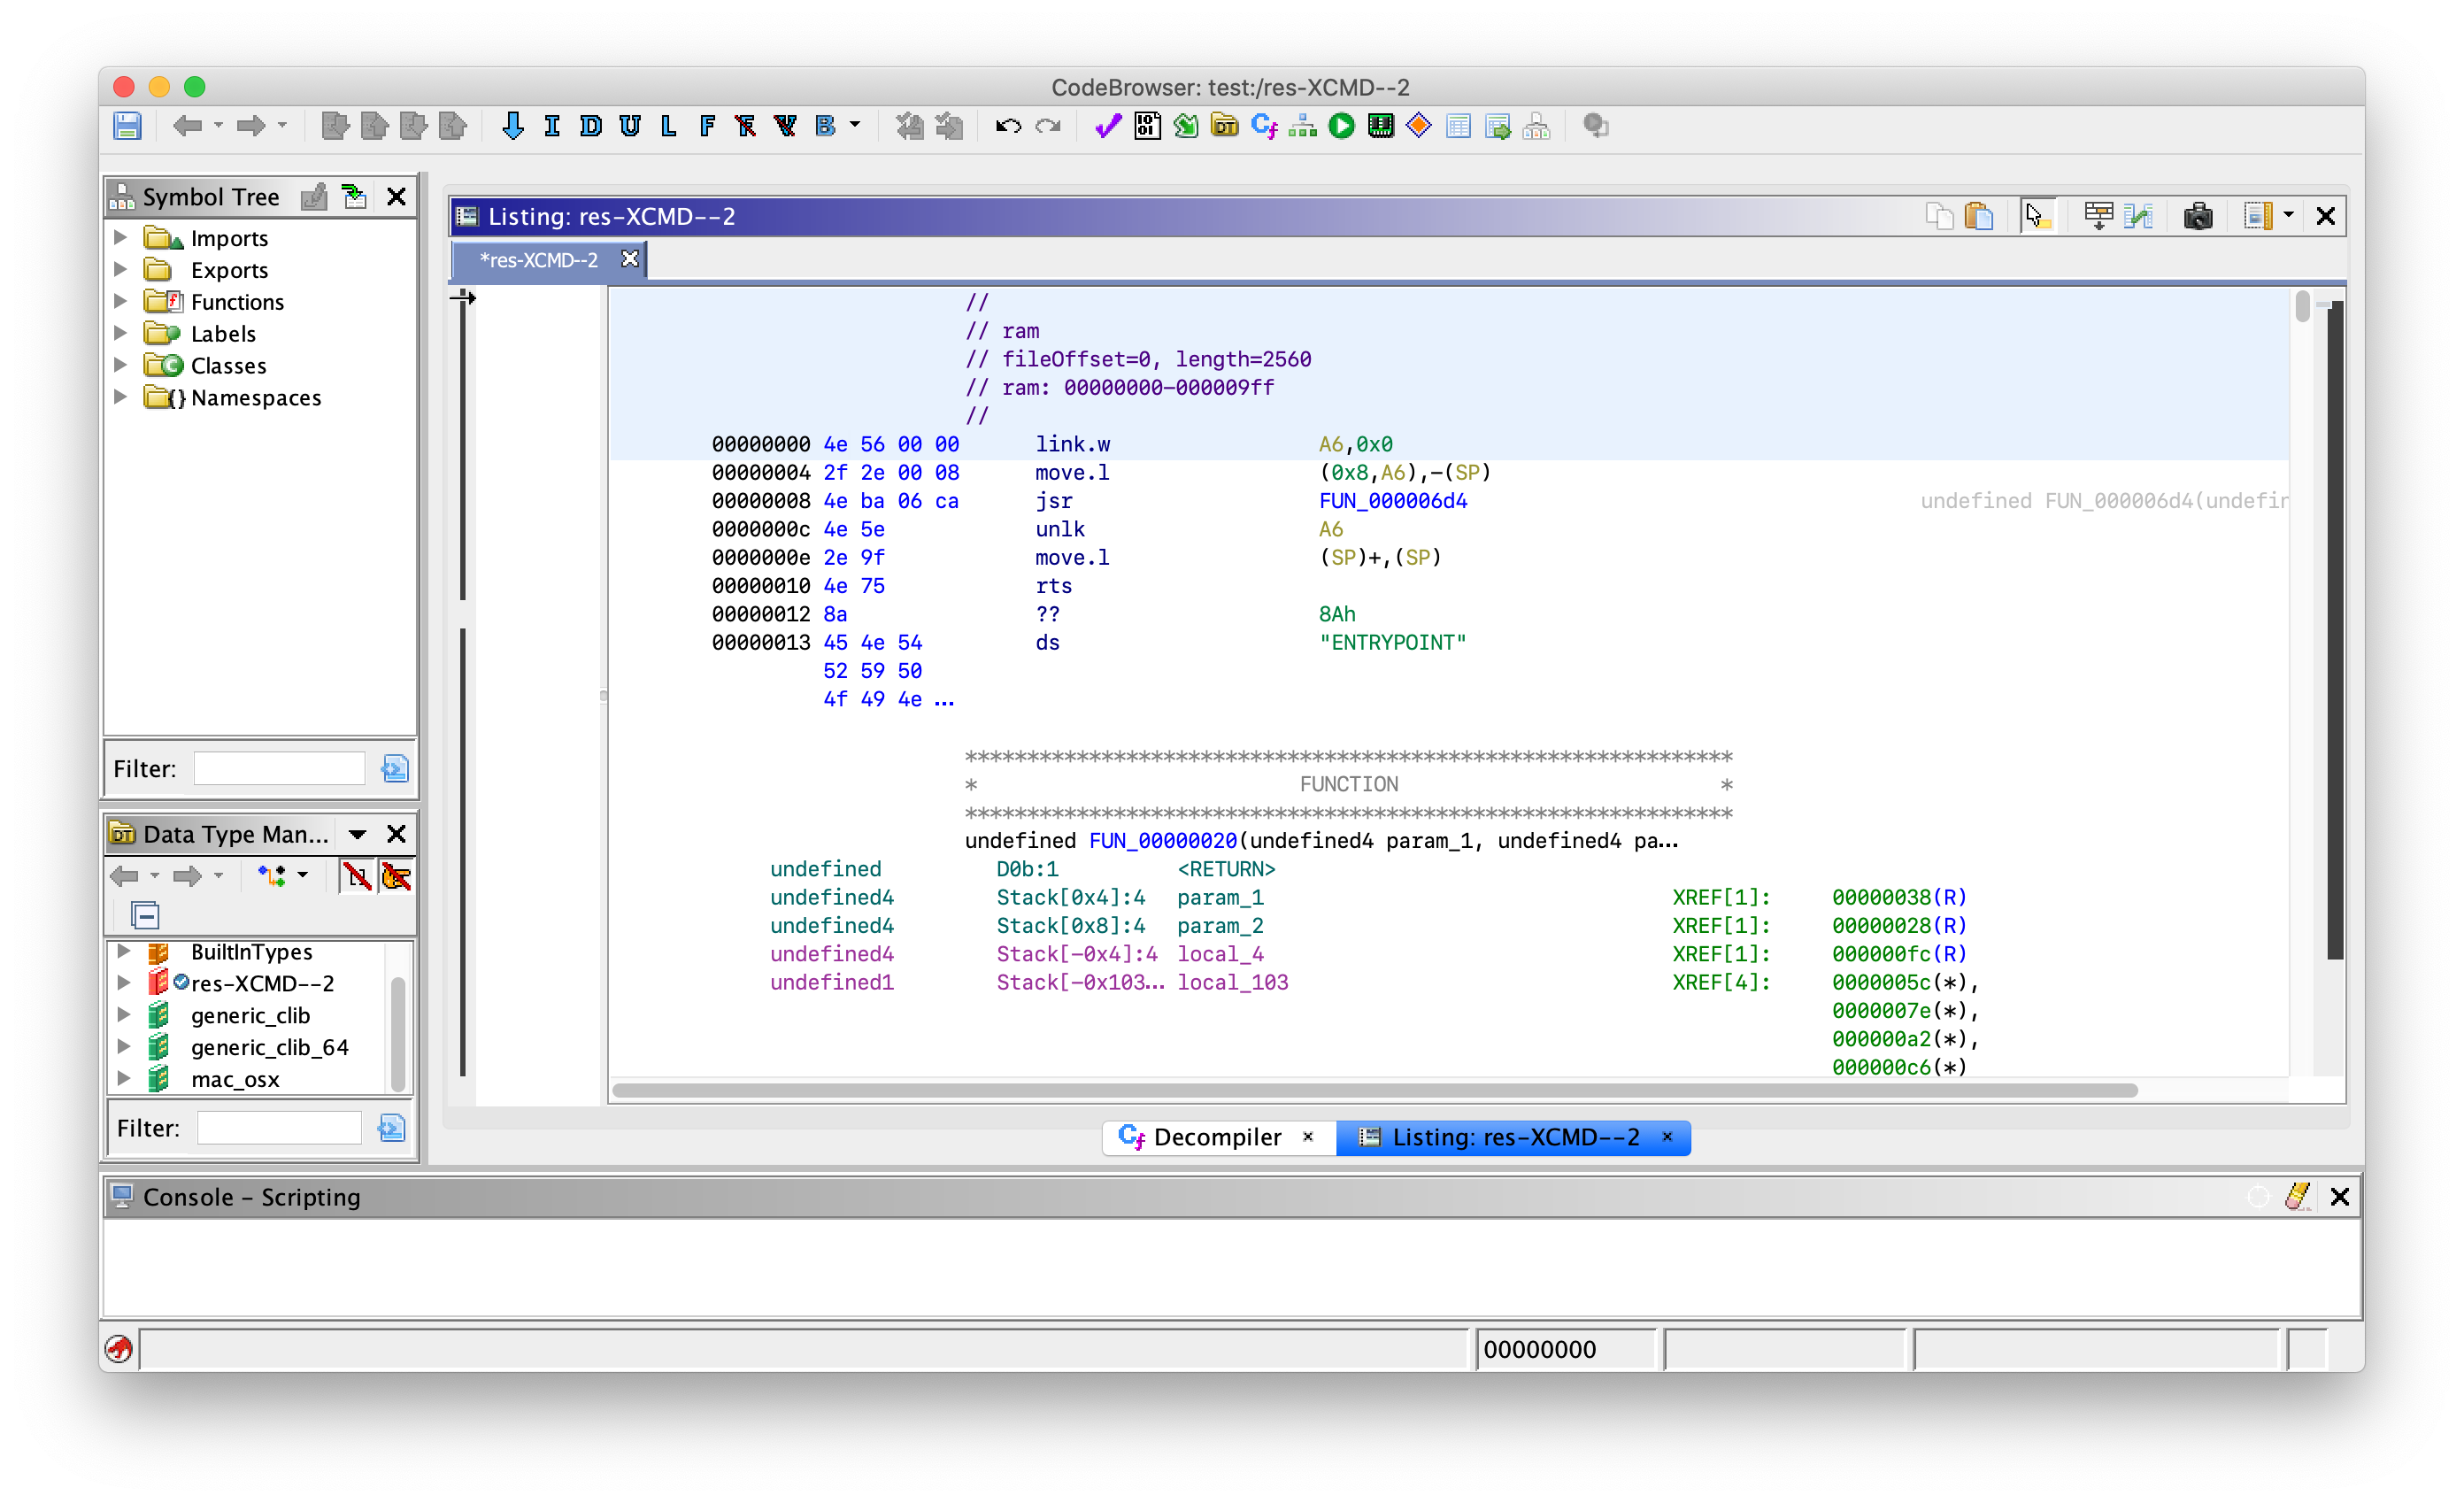 CodeBrowser: test:/res-XCMD--2
I D U L F F V B
Symbol Tree
Imports
Exports
Functions
Labels
Classes
Namespaces
Filter:
Data Type Man...
BuiltInTypes
res-XCMD--2
generic_clib
generic_clib_64
mac_osx
Filter:
Listing: res-XCMD--2
*res-XCMD--2
//
// ram
// fileOffset=0, length=2560
// ram: 00000000-000009ff
//
00000000 4e 56 00 00 link.w A6,0x0
00000004 2f 2e 00 08 move.l (0x8,A6),-(SP)
00000008 4e ba 06 ca jsr FUN_000006d4 undefined FUN_000006d4(undefin
0000000c 4e 5e unlk A6
0000000e 2e 9f move.l (SP)+,(SP)
00000010 4e 75 rts
00000012 8a ?? 8Ah
00000013 45 4e 54 ds "ENTRYPOINT"
52 59 50
4f 49 4e ...
**************************************************************
* FUNCTION *
**************************************************************
undefined FUN_00000020(undefined4 param_1, undefined4 pa...
undefined D0b:1 <RETURN>
undefined4 Stack[0x4]:4 param_1 XREF[1]: 00000038(R)
undefined4 Stack[0x8]:4 param_2 XREF[1]: 00000028(R)
undefined4 Stack[-0x4]:4 local_4 XREF[1]: 000000fc(R)
undefined1 Stack[-0x103... local_103 XREF[4]: 0000005c(*),
0000007e(*),
000000a2(*),
000000c6(*)
Decompiler
Listing: res-XCMD--2
Console - Scripting
00000000